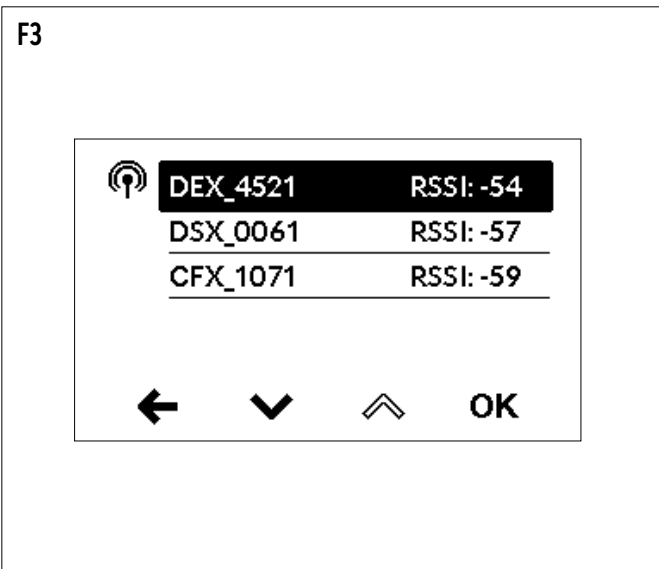 F3
DEX_4521 RSSI: -54
DSX_0061 RSSI: -57
CFX_1071 RSSI: -59
OK